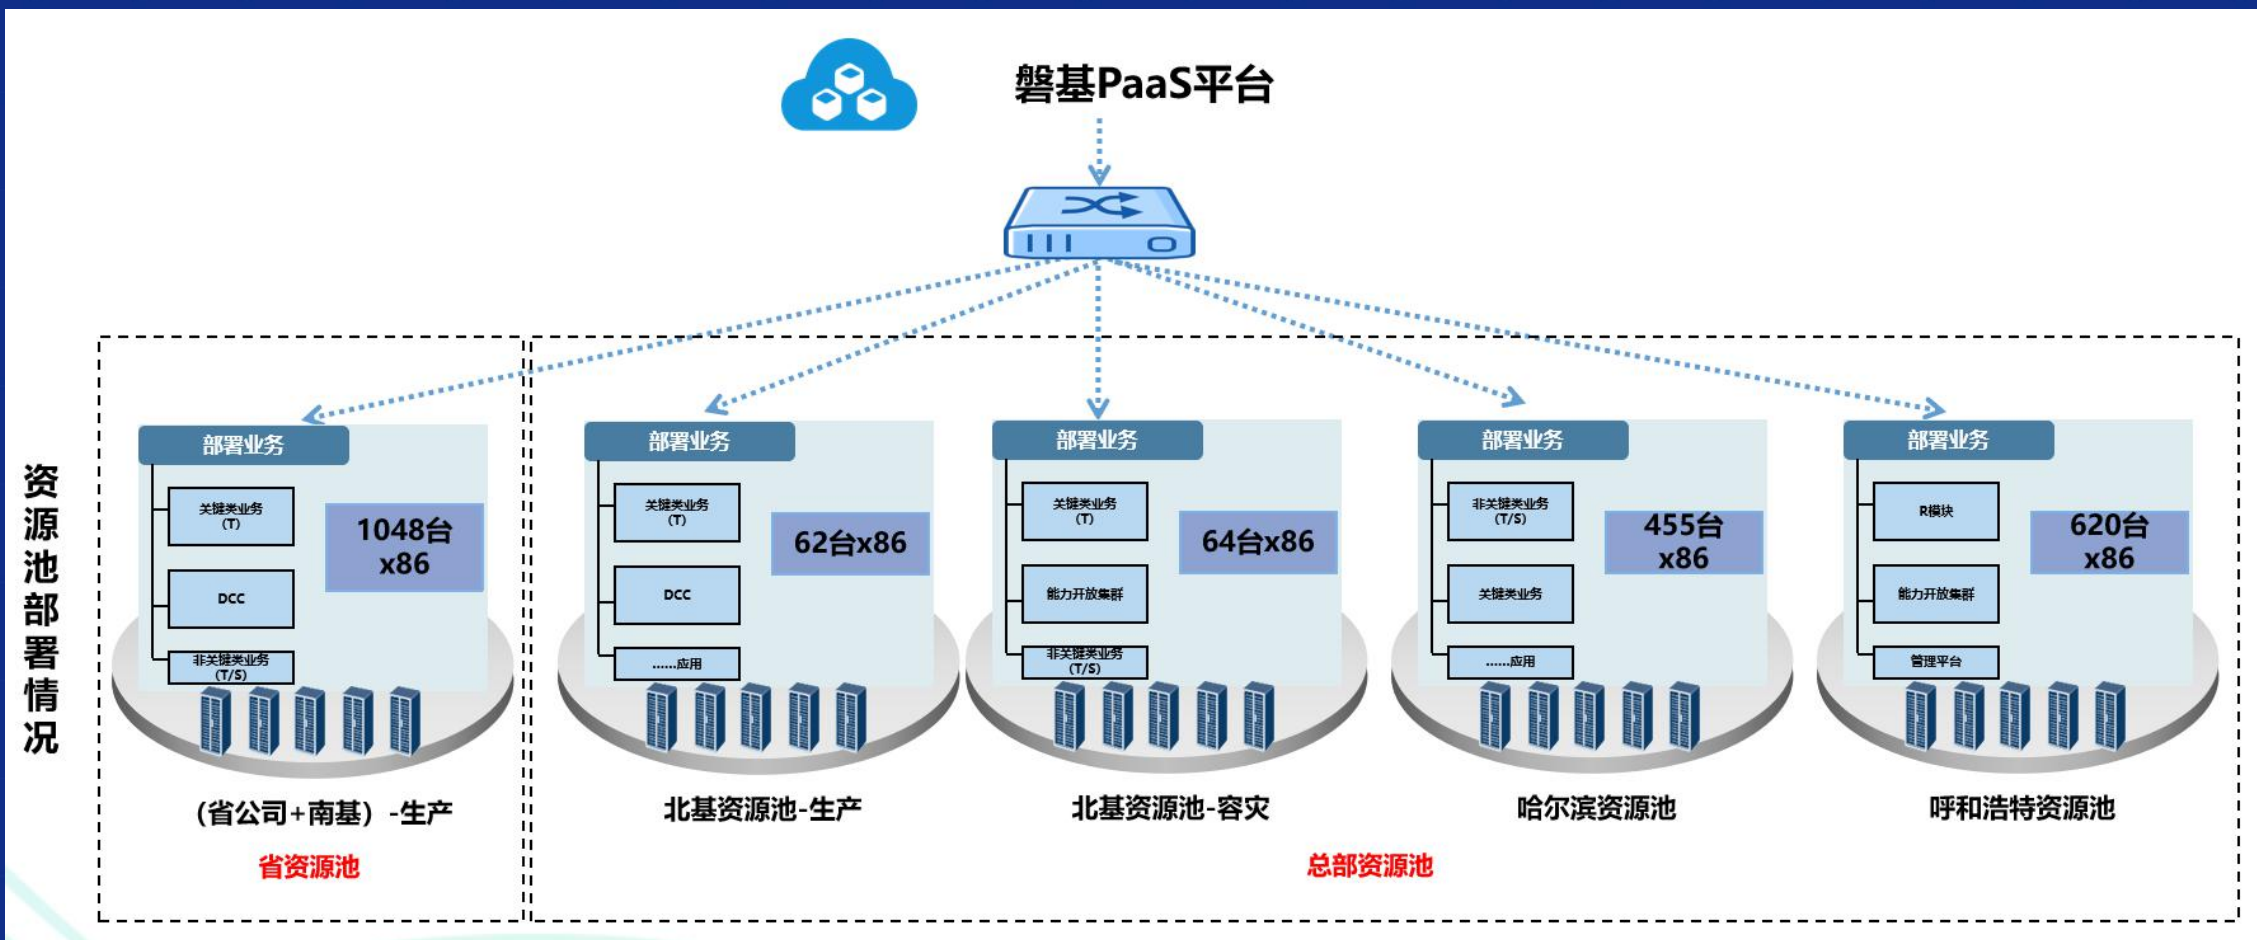 磐基PaaS平台
资源池部署情况
部署业务
关键类业务
(T)
DCC
非关键类业务
(T/S)
1048台
x86
(省公司+南基）-生产
省资源池
部署业务
关键类业务
(T)
DCC
......应用
62台x86
北基资源池-生产
部署业务
关键类业务
(T)
能力开放集群
非关键类业务
(T/S)
64台x86
北基资源池-容灾
部署业务
非关键类业务
(T/S)
关键类业务
......应用
455台
x86
哈尔滨资源池
部署业务
R模块
能力开放集群
管理平台
620台
x86
呼和浩特资源池
总部资源池